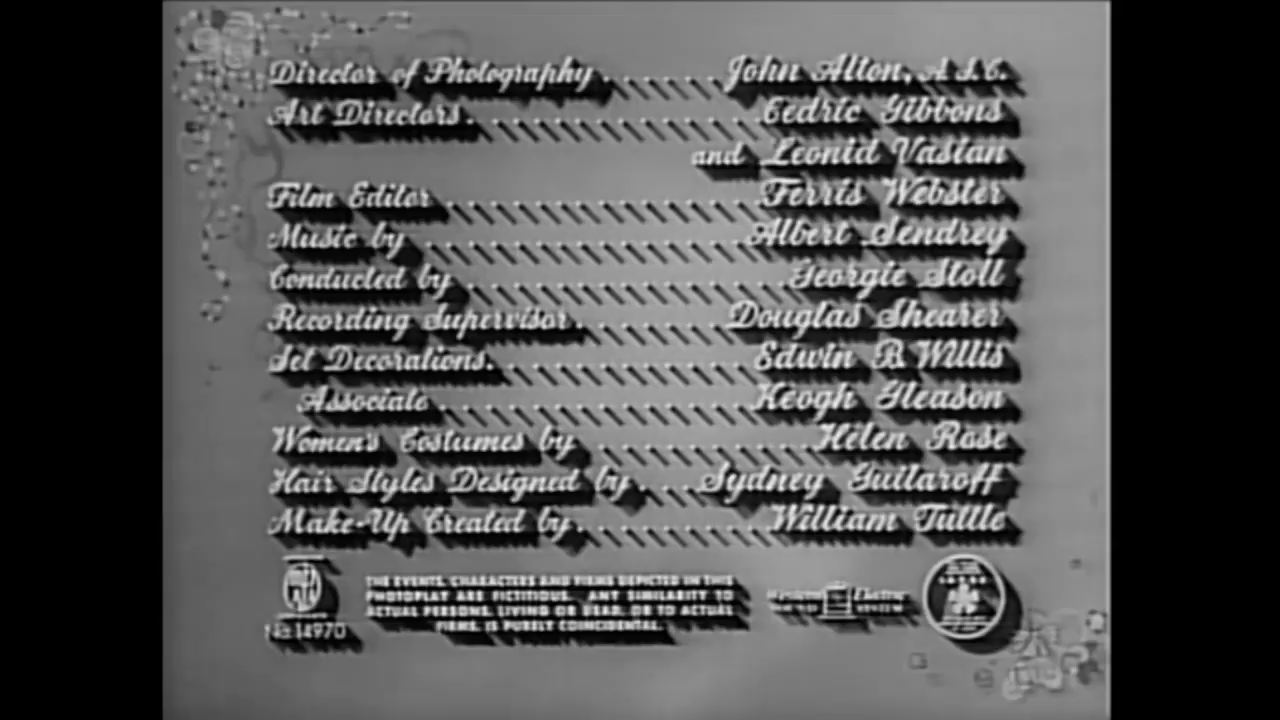 Director of Photography . . . . . . . John Alton, A.S.C.
Art Directors . . . . . . . . . . . . . . . . Cedric Gibbons
and Leonid Vasian
Film Editor . . . . . . . . . . . . . . . . . Ferris Webster
Music by . . . . . . . . . . . . . . . . . . Albert Sendrey
Conducted by . . . . . . . . . . . . . . . . . Georgie Stoll
Recording Supervisor . . . . . . . . Douglas Shearer
Set Decorations . . . . . . . . . . . . . Edwin B. Willis
Associate . . . . . . . . . . . . . . . . . Keogh Gleason
Women's Costumes by . . . . . . . . . . . . Helen Rose
Hair Styles Designed by . . . . Sydney Guilaroff
Make-Up Created by . . . . . . . . . . William Tuttle
THE EVENTS, CHARACTERS AND FIRMS DEPICTED IN THIS
PHOTOPLAY ARE FICTITIOUS. ANY SIMILARITY TO
ACTUAL PERSONS, LIVING OR DEAD, OR TO ACTUAL
FIRMS, IS PURELY COINCIDENTAL.
Western Electric
No. 14970